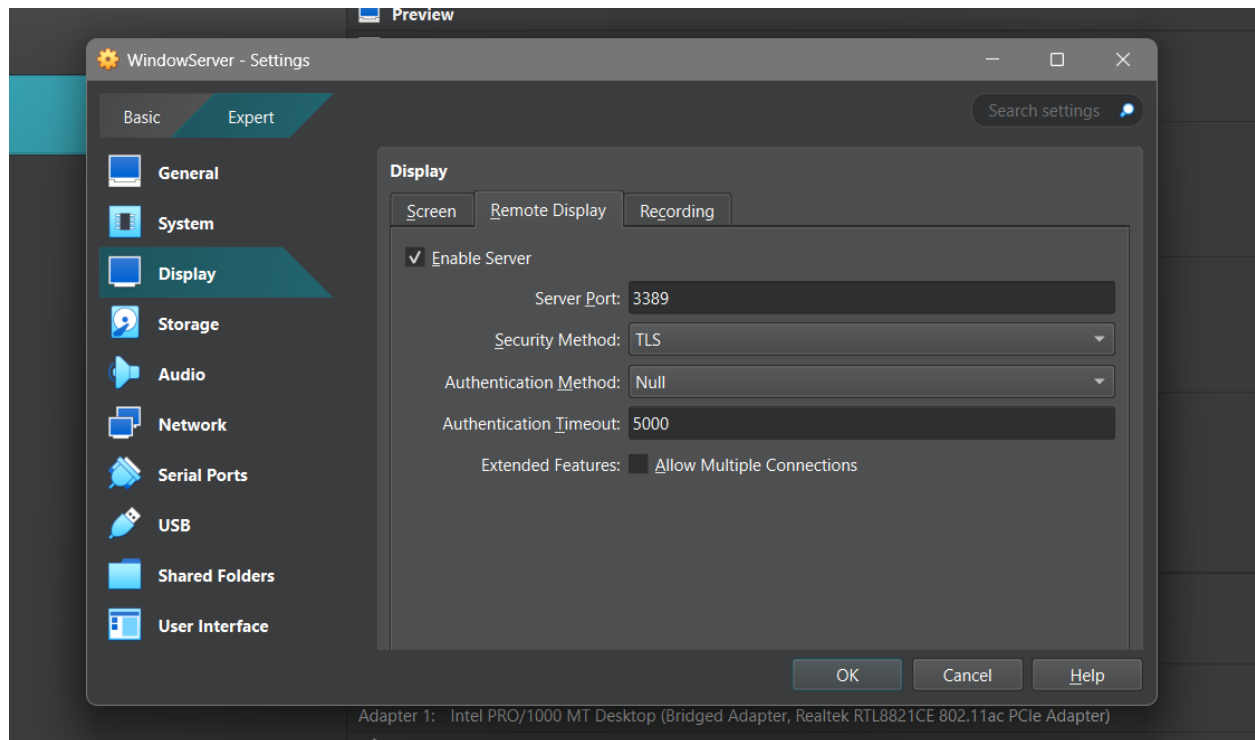 Preview
WindowServer - Settings
Basic Expert Search settings
General
System
Display
Storage
Audio
Network
Serial Ports
USB
Shared Folders
User Interface
Display
Screen Remote Display Recording
Enable Server
Server Port: 3389
Security Method: TLS
Authentication Method: Null
Authentication Timeout: 5000
Extended Features: Allow Multiple Connections
OK Cancel Help
Adapter 1: Intel PRO/1000 MT Desktop (Bridged Adapter, Realtek RTL8821CE 802.11ac PCIe Adapter)